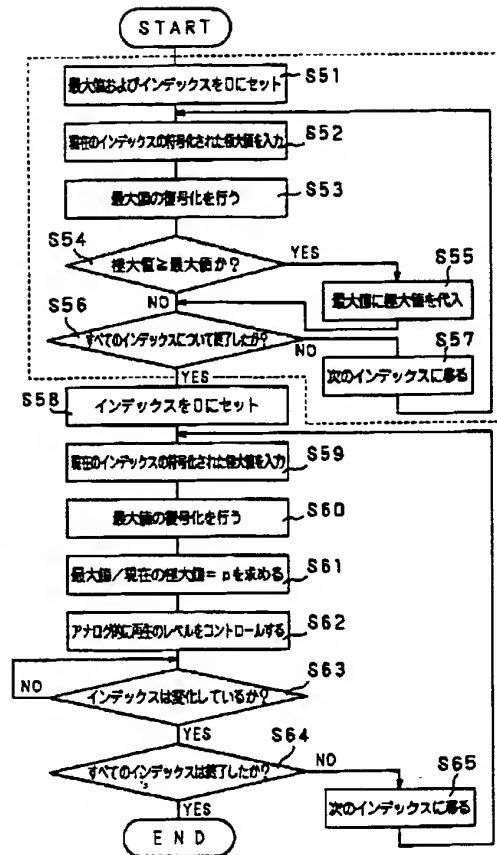 START
最大値およびインデックスを0にセット
S51
現在のインデックスの符号化された極大値を入力
S52
最大値の復号化を行う
S53
S54
極大値≧最大値か?
YES
S55
最大値に極大値を代入
NO
S56
すべてのインデックスについて終了したか?
NO
S57
次のインデックスに移る
YES
S58
インデックスを0にセット
現在のインデックスの符号化された極大値を入力
S59
最大値の復号化を行う
S60
最大値/現在の極大値=pを求める
S61
アナログ的に再生のレベルをコントロールする
S62
S63
NO
インデックスは変化しているか?
YES
S64
すべてのインデックスは終了したか?
NO
S65
次のインデックスに移る
YES
END